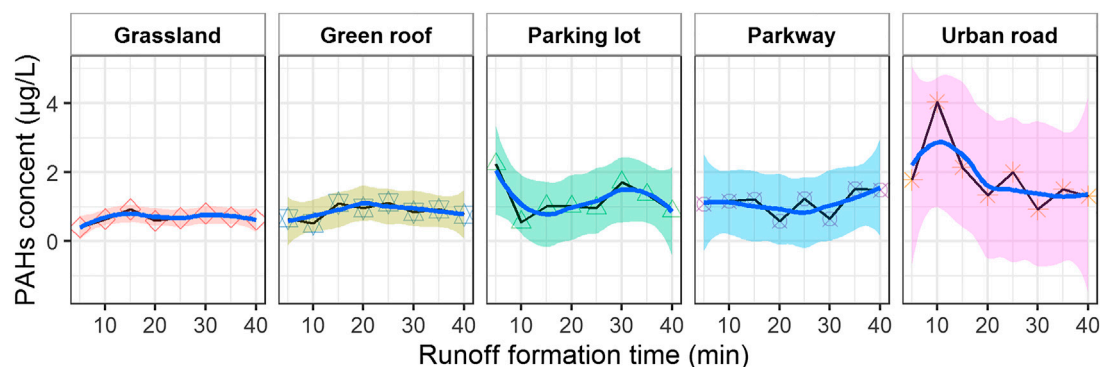 Grassland Green roof Parking lot Parkway Urban road
PAHs concent (µg/L)
4
2
0
10 20 30 40 10 20 30 40 10 20 30 40 10 20 30 40 10 20 30 40
Runoff formation time (min)